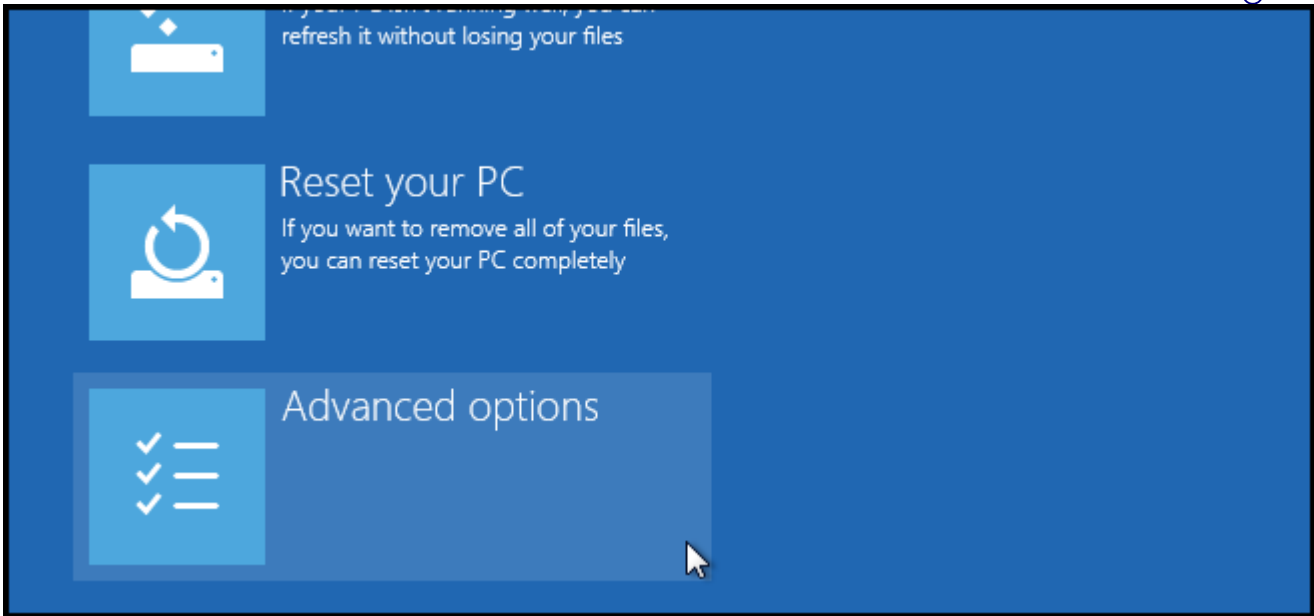 refresh it without losing your files
Reset your PC
If you want to remove all of your files,
you can reset your PC completely
Advanced options